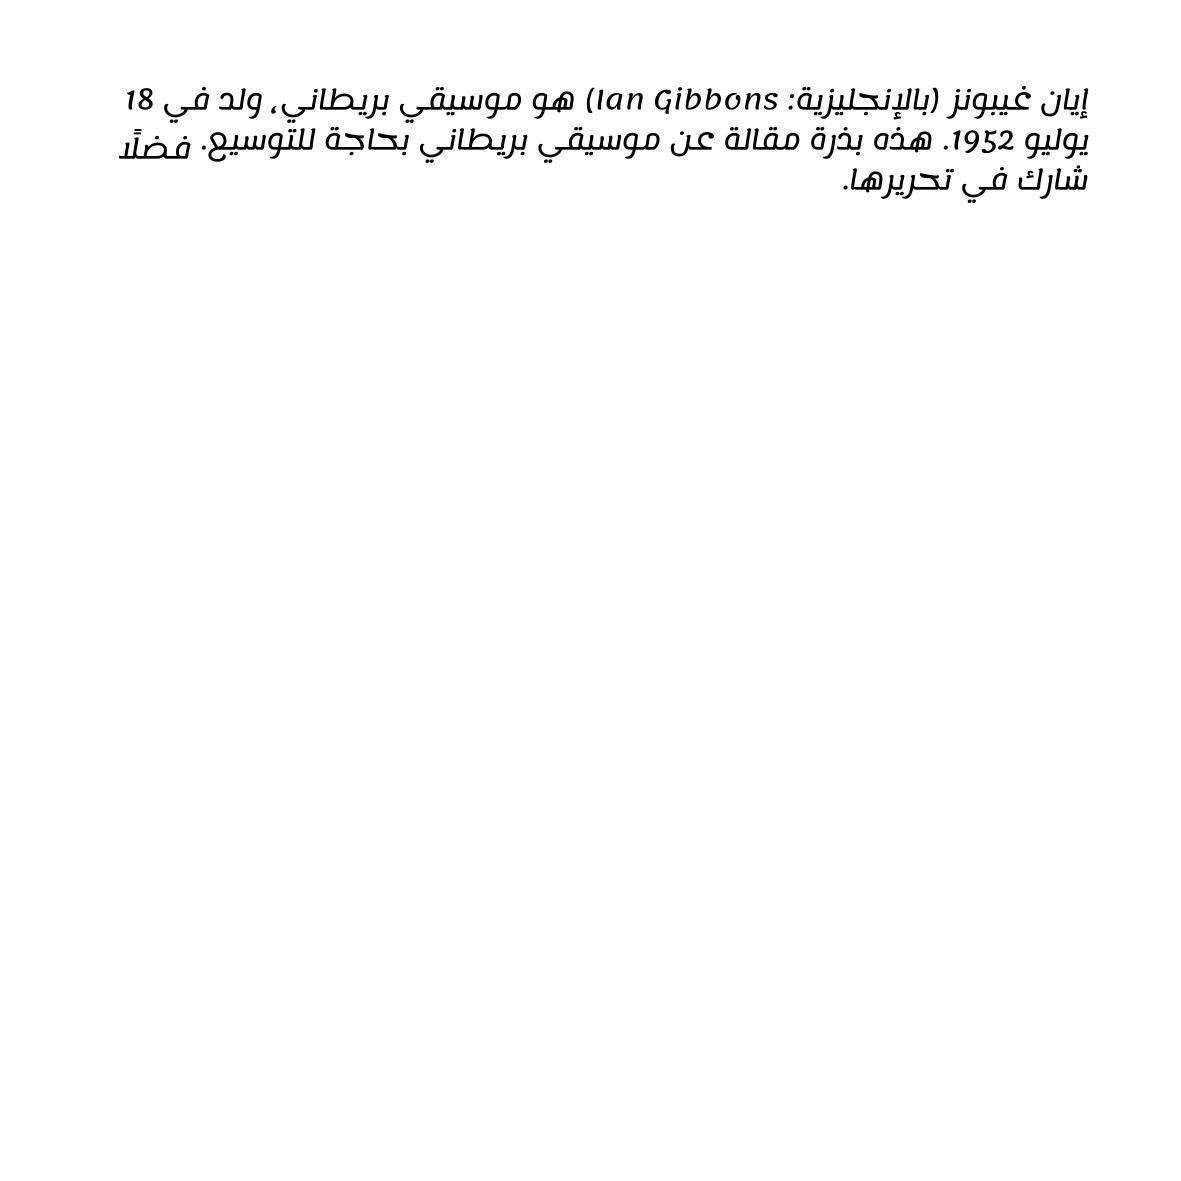 إيان غيبونز (بالإنجليزية: Ian Gibbons) هو موسيقي بريطاني، ولد في 18
يوليو 1952. هذه بذرة مقالة عن موسيقي بريطاني بحاجة للتوسيع. فضلًا
شارك في تحريرها.